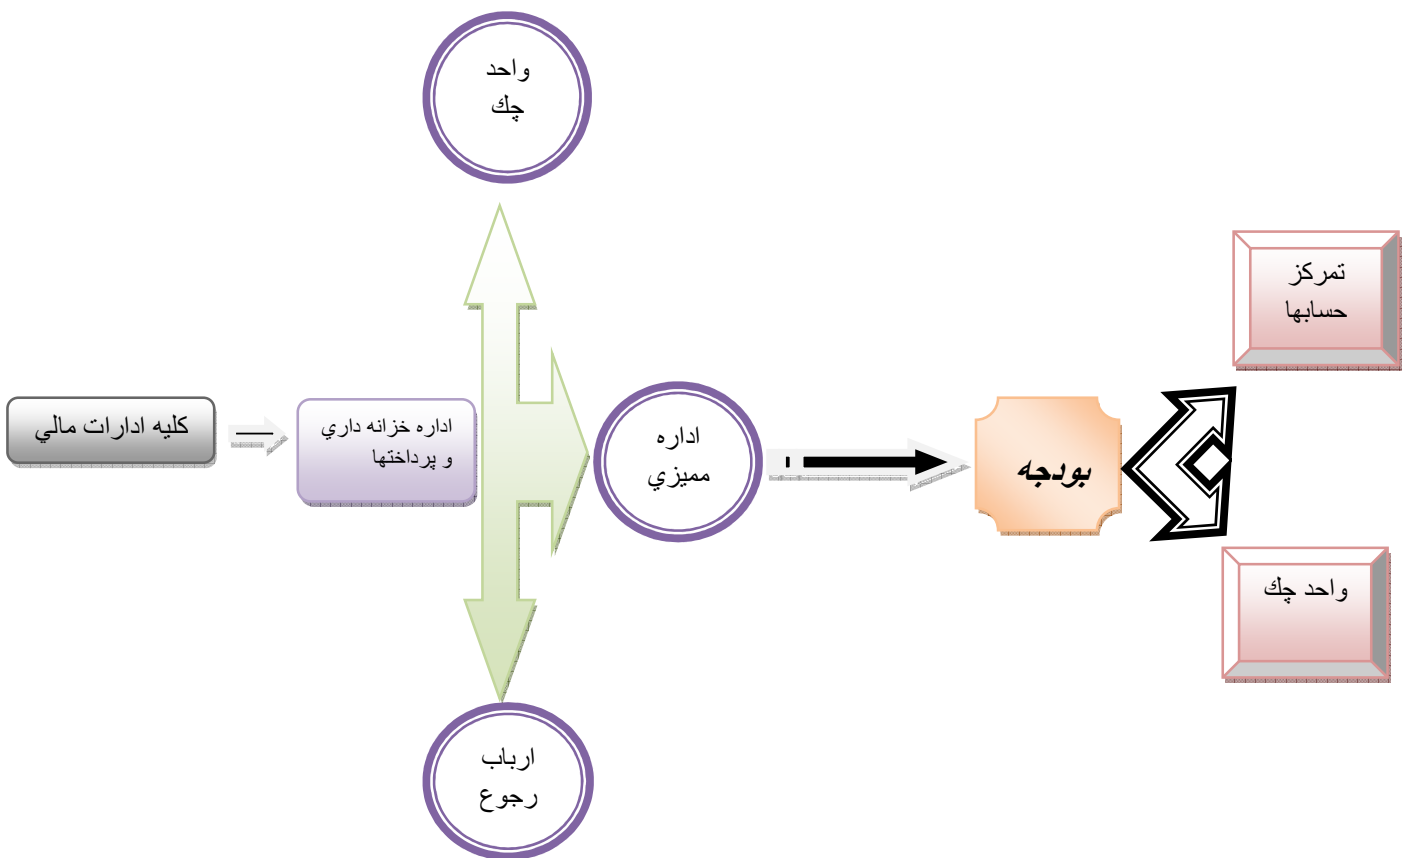 واحد
چك
تمركز
حسابها
كليه ادارات مالي
اداره خزانه داري
و پرداختها
اداره
مميزي
بودجه
واحد چك
ارباب
رجوع